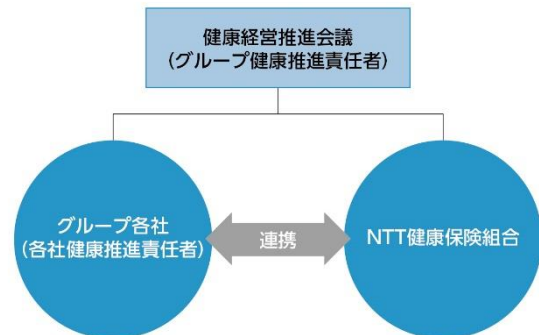 健康経営推進会議
(グループ健康推進責任者)
グループ各社
(各社健康推進責任者)
連携
NTT健康保険組合